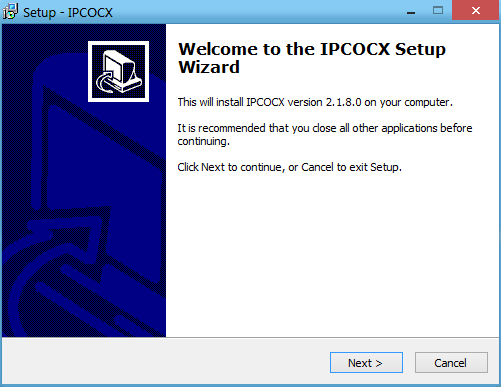 Setup - IPCOCX
Welcome to the IPCOCX Setup
Wizard
This will install IPCOCX version 2.1.8.0 on your computer.
It is recommended that you close all other applications before
continuing.
Click Next to continue, or Cancel to exit Setup.
Next >
Cancel